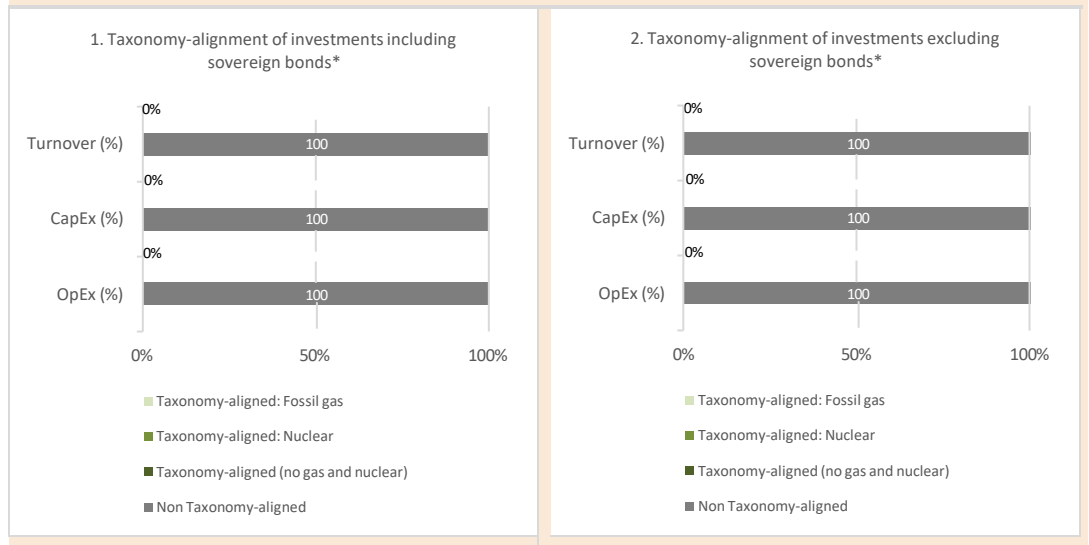 1. Taxonomy-alignment of investments including
sovereign bonds*
0%
Turnover (%)
100
0%
CapEx (%)
100
0%
OpEx (%)
100
0%
50%
100%
Taxonomy-aligned: Fossil gas
Taxonomy-aligned: Nuclear
Taxonomy-aligned (no gas and nuclear)
Non Taxonomy-aligned
2. Taxonomy-alignment of investments excluding
sovereign bonds*
0%
Turnover (%)
100
0%
CapEx (%)
100
0%
OpEx (%)
100
0%
50%
100%
Taxonomy-aligned: Fossil gas
Taxonomy-aligned: Nuclear
Taxonomy-aligned (no gas and nuclear)
Non Taxonomy-aligned